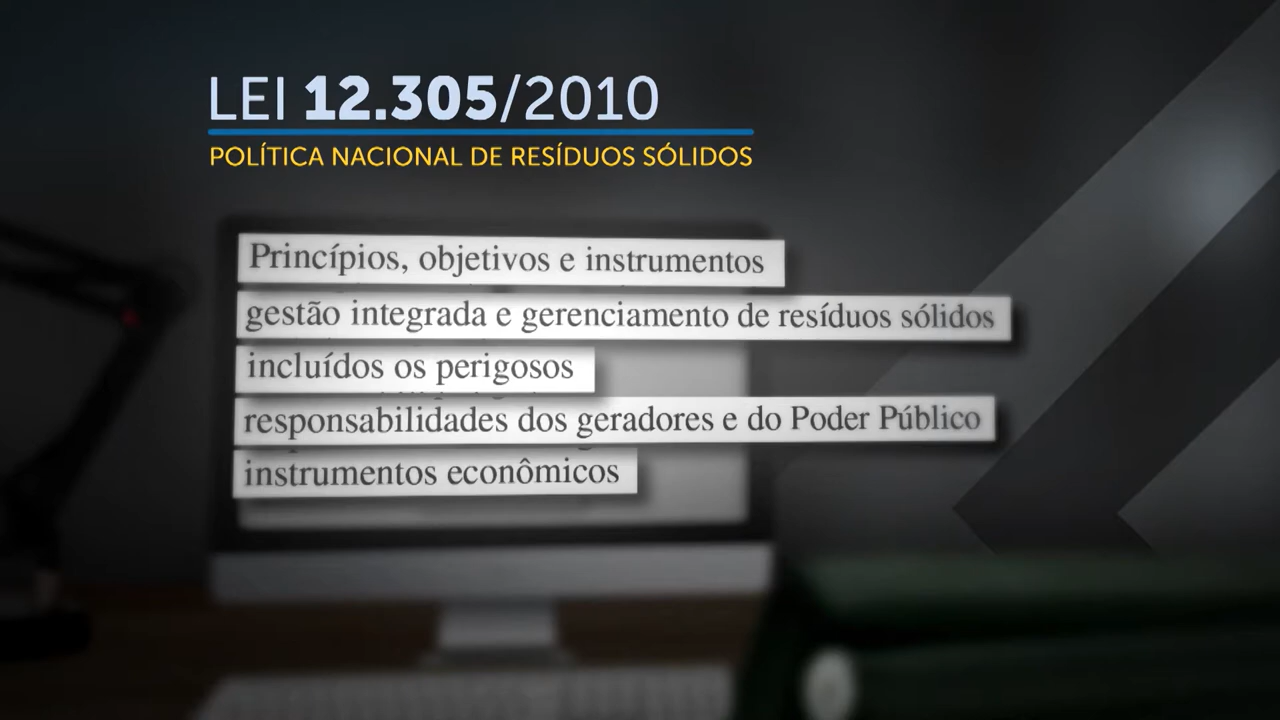 LEI 12.305/2010
POLÍTICA NACIONAL DE RESÍDUOS SÓLIDOS
Princípios, objetivos e instrumentos
gestão integrada e gerenciamento de resíduos sólidos
incluídos os perigosos
responsabilidades dos geradores e do Poder Público
instrumentos econômicos